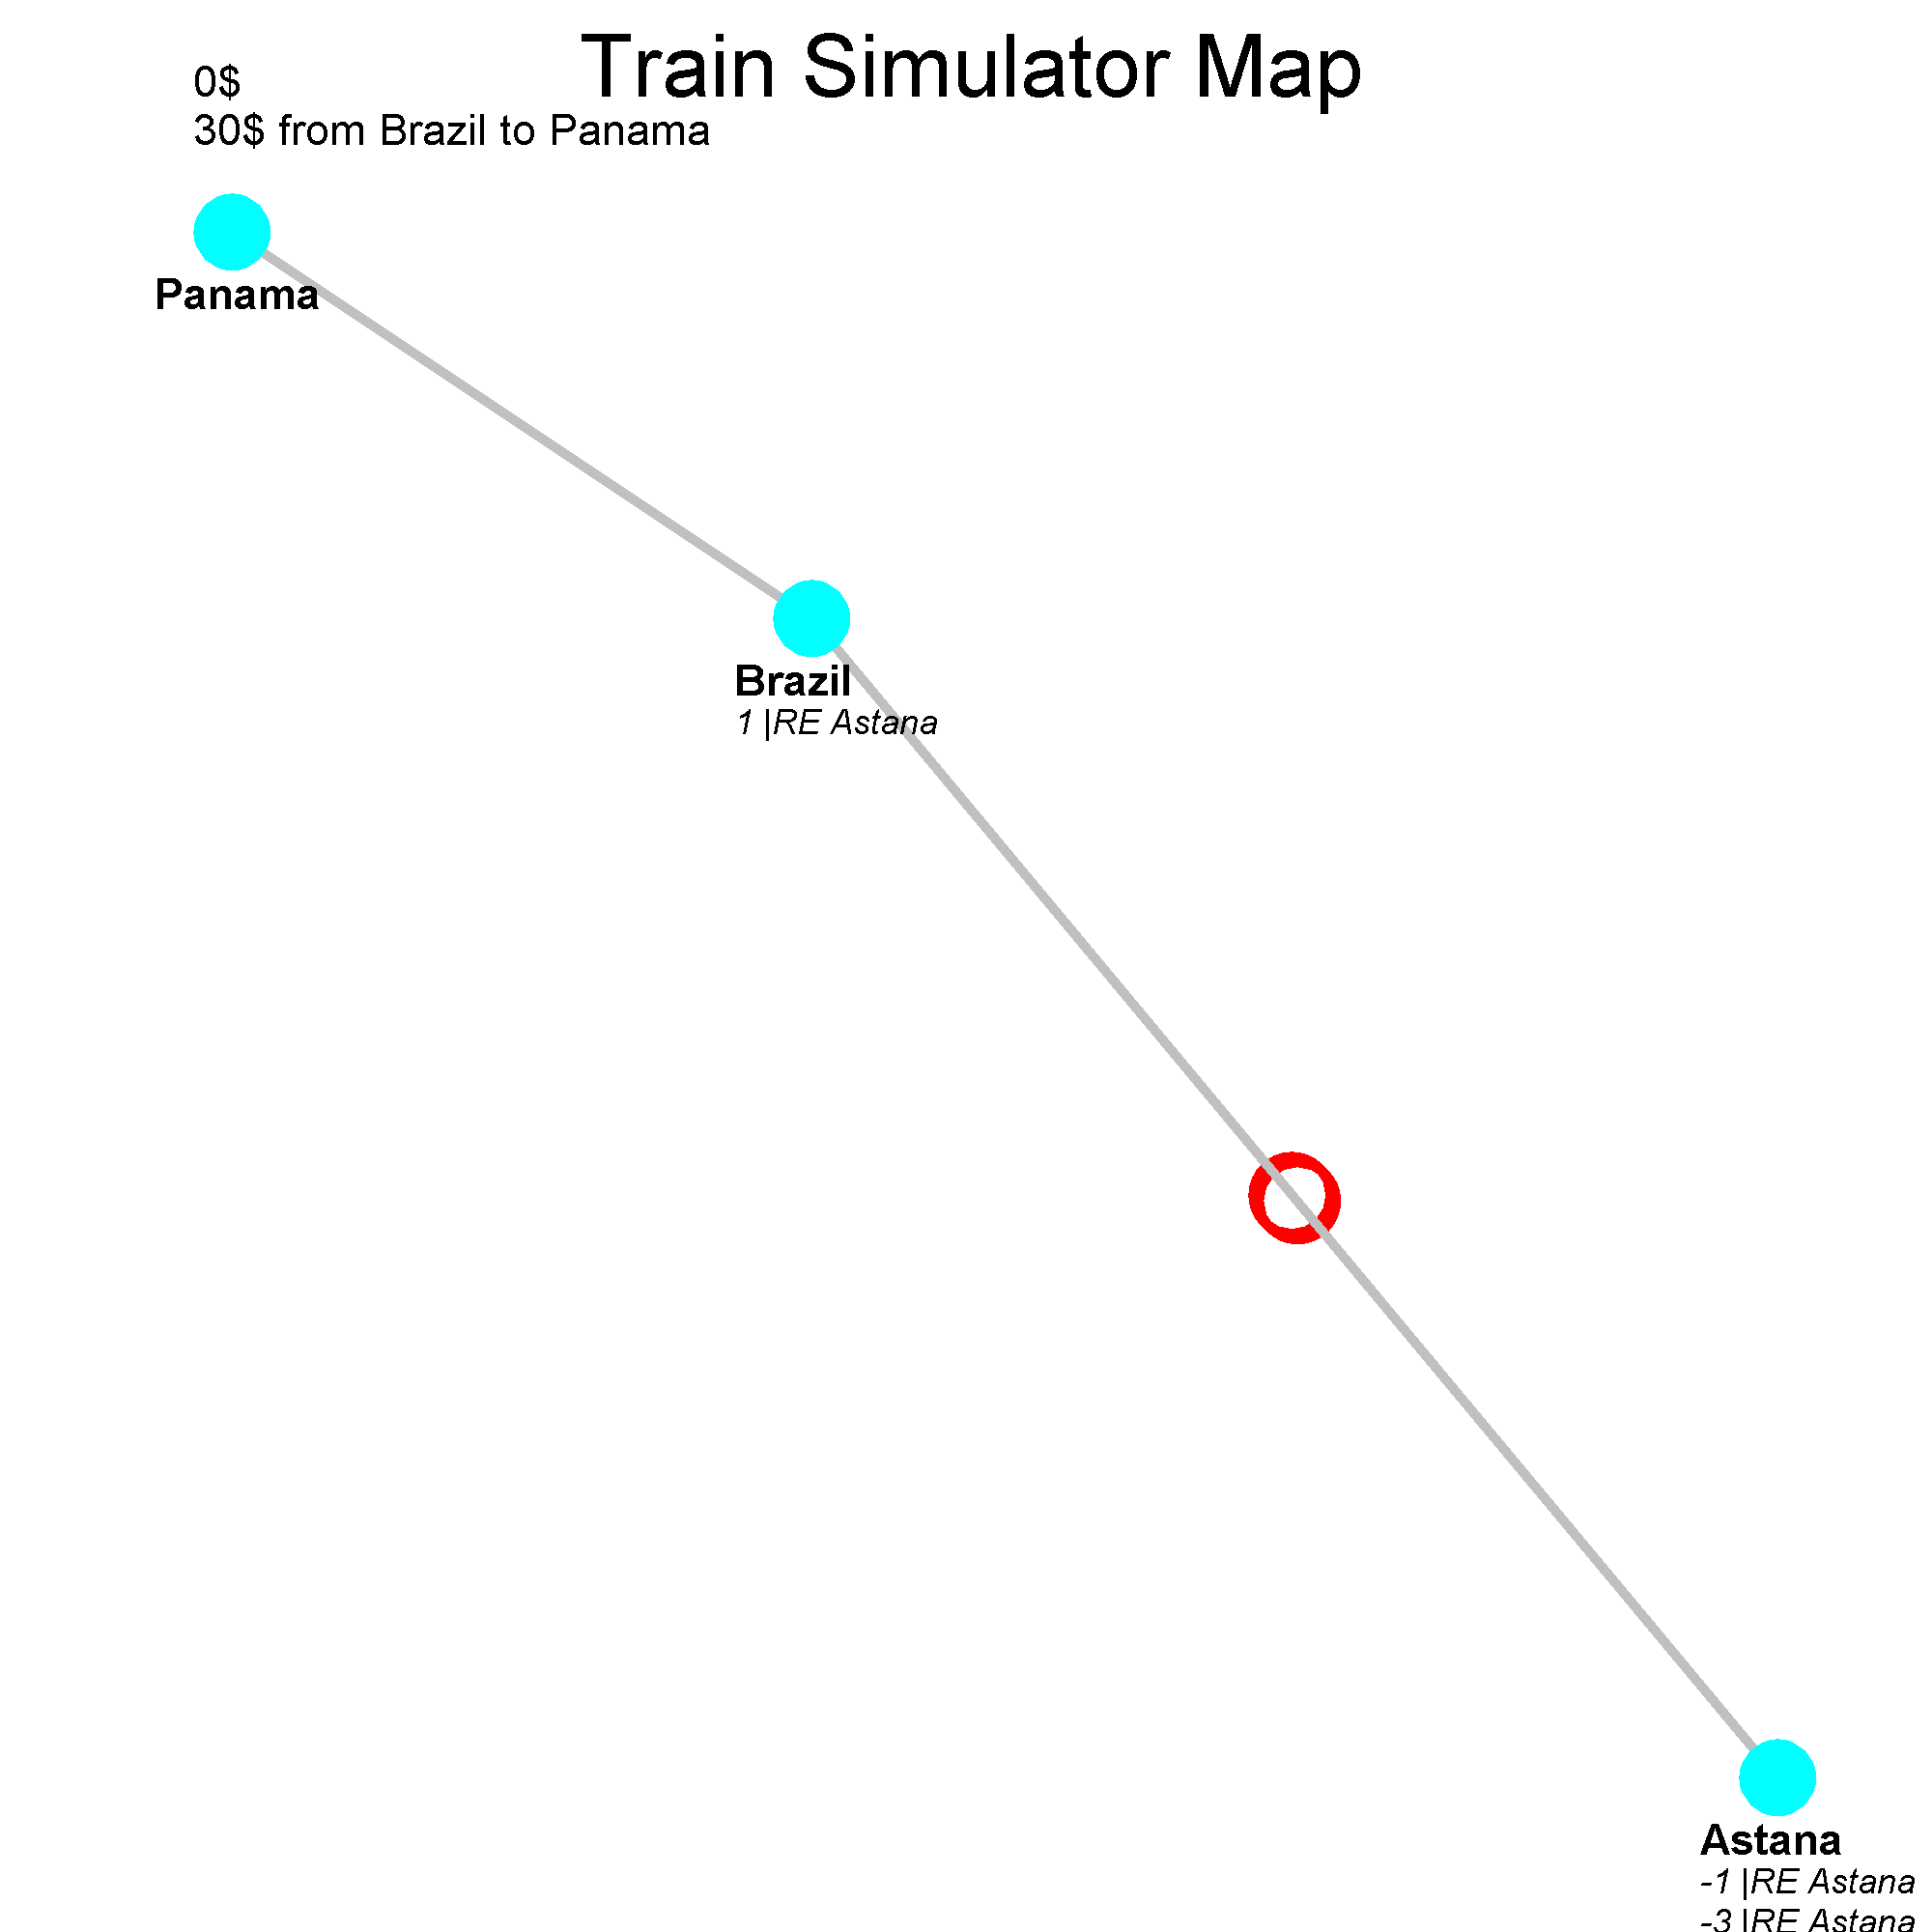 Train Simulator Map
0$
30$ from Brazil to Panama
Panama
Brazil
1 |RE Astana
Astana
-1 |RE Astana
-3 |RE Astana